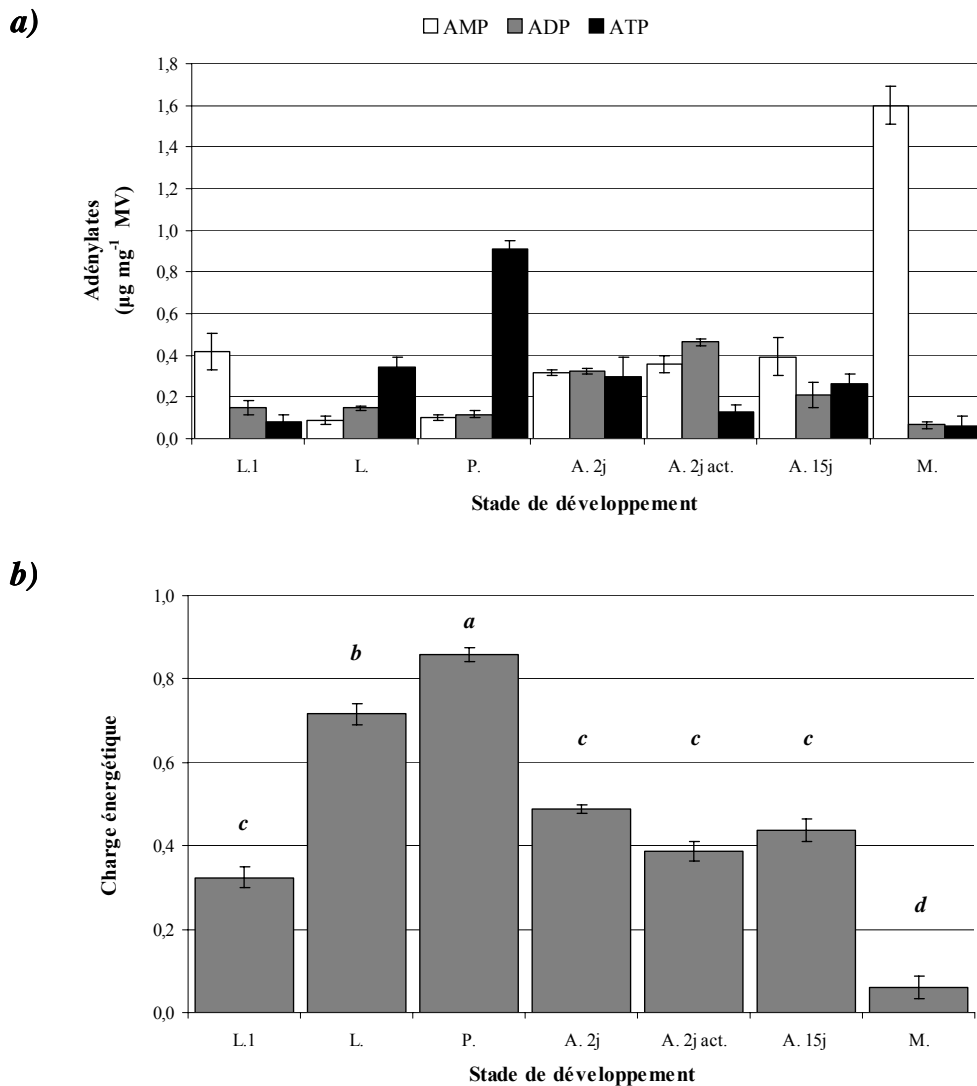 a)
AMP ADP ATP
1,8
1,6
1,4
1,2
1,0
0,8
0,6
0,4
0,2
0,0
Adénylates
(µg mg⁻¹ MV)
L.1 L. P. A. 2j A. 2j act. A. 15j M.
Stade de développement
b)
1,0
0,8
0,6
0,4
0,2
0,0
Charge énergétique
c b a c c c d
L.1 L. P. A. 2j A. 2j act. A. 15j M.
Stade de développement